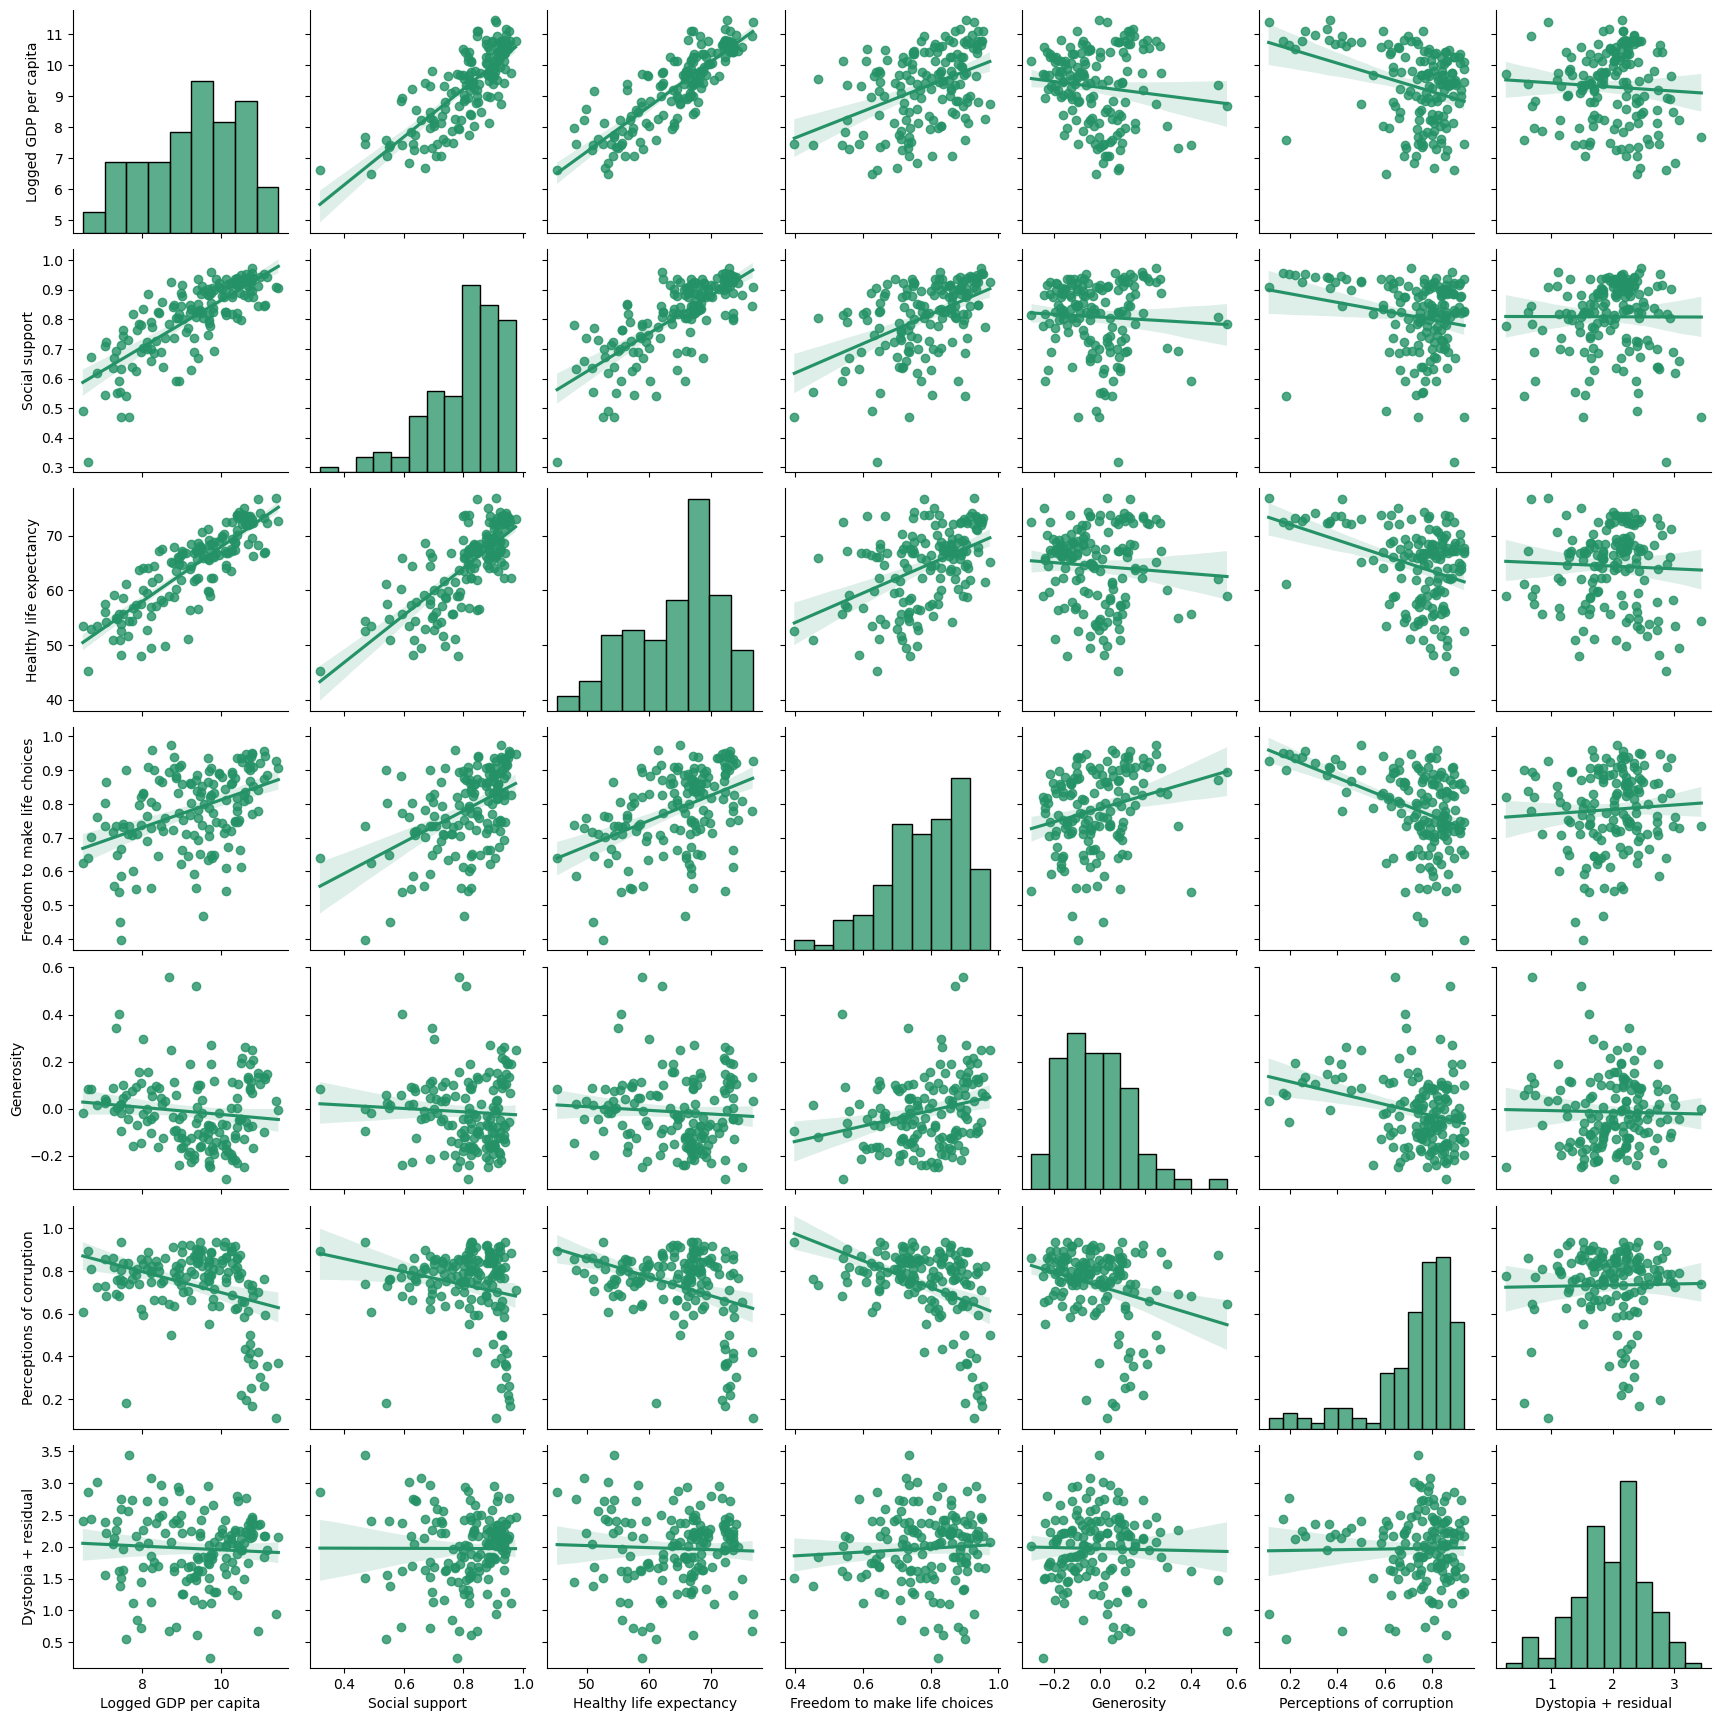 11
10
9
8
7
6
5
Logged GDP per capita
1.0
0.9
0.8
0.7
0.6
0.5
0.4
0.3
Social support
70
60
50
40
Healthy life expectancy
1.0
0.9
0.8
0.7
0.6
0.5
0.4
Freedom to make life choices
0.6
0.4
0.2
0.0
−0.2
Generosity
1.0
0.8
0.6
0.4
0.2
Perceptions of corruption
3.5
3.0
2.5
2.0
1.5
1.0
0.5
Dystopia + residual
8 10
Logged GDP per capita
0.4 0.6 0.8 1.0
Social support
50 60 70
Healthy life expectancy
0.4 0.6 0.8 1.0
Freedom to make life choices
−0.2 0.0 0.2 0.4 0.6
Generosity
0.2 0.4 0.6 0.8
Perceptions of corruption
1 2 3
Dystopia + residual